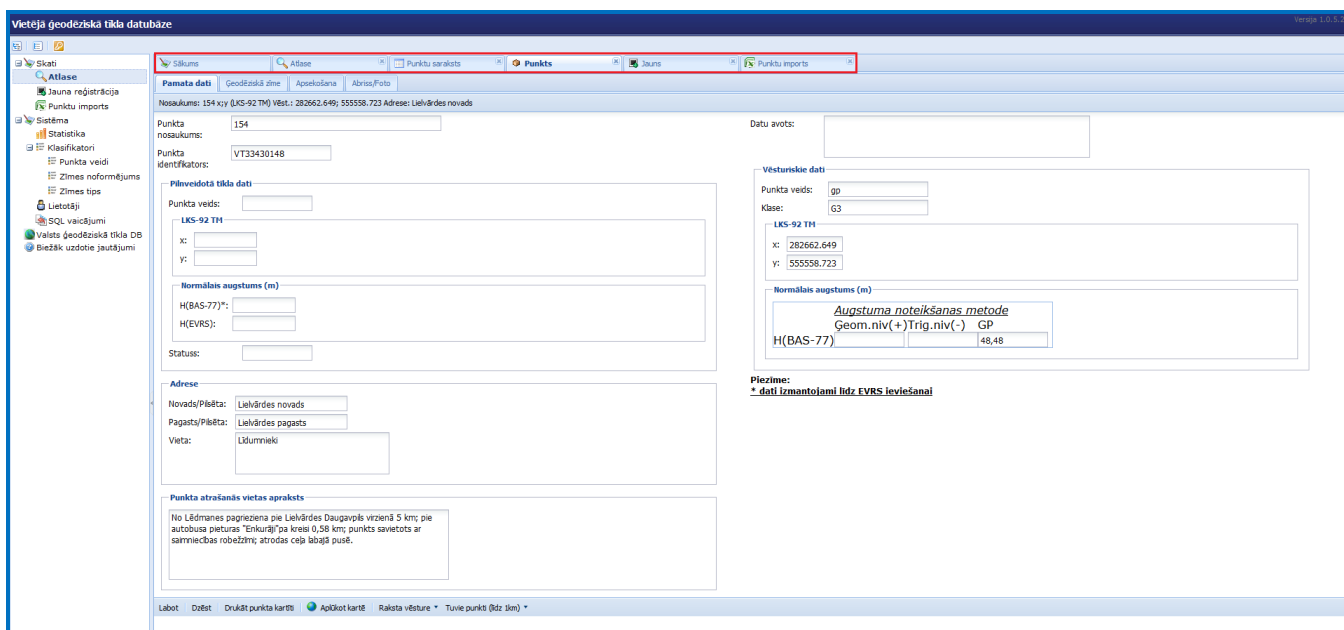 Vietējā ģeodēziskā tīkla datubāze
Versija 1.0.5.2
Skati
Atlase
Jauna reģistrācija
Punktu imports
Sistēma
Statistika
Klasifikatori
Punkta veidi
Zīmes noformējums
Zīmes tips
Lietotāji
SQL vaicājumi
Valsts ģeodēziskā tīkla DB
Biežāk uzdotie jautājumi
Sākums Atlase Punktu saraksts Punkts Jauns Punktu imports
Pamata dati Ģeodēziskā zīme Apsekošana Abriss/Foto
Nosaukums: 154 x;y (LKS-92 TM) Vēst.: 282662.649; 555558.723 Adrese: Lielvārdes novads
Punkta nosaukums: 154
Punkta identifikators: VT33430148
Pilnveidotā tīkla dati
Punkta veids:
LKS-92 TM
x:
y:
Normālais augstums (m)
H(BAS-77)*:
H(EVRS):
Statuss:
Adrese
Novads/Pilsēta: Lielvārdes novads
Pagasts/Pilsēta: Lielvārdes pagasts
Vieta: Līdumnieki
Punkta atrašanās vietas apraksts
No Lēdmanes pagrieziena pie Lielvārdes Daugavpils virzienā 5 km; pie
autobusa pieturas "Enkurāji"pa kreisi 0,58 km; punkts savietots ar
saimniecības robežzīmi; atrodas ceļa labajā pusē.
Datu avots:
Vēsturiskie dati
Punkta veids: gp
Klase: G3
LKS-92 TM
x: 282662.649
y: 555558.723
Normālais augstums (m)
Augstuma noteikšanas metode
Ģeom.niv(+)Trig.niv(-) GP
H(BAS-77) 48,48
Piezīme:
* dati izmantojami līdz EVRS ieviešanai
Labot Dzēst Drukāt punkta kartīti Aplūkot kartē Raksta vēsture Tuvie punkti (līdz 1km)